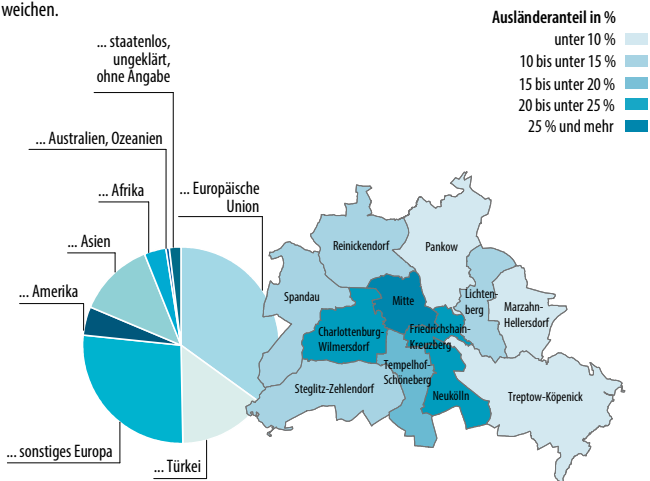 weichen.
Ausländeranteil in %
unter 10 %
10 bis unter 15 %
15 bis unter 20 %
20 bis unter 25 %
25 % und mehr
... staatenlos,
ungeklärt,
ohne Angabe
... Australien, Ozeanien
... Afrika
... Europäische
Union
... Asien
... Amerika
... sonstiges Europa
... Türkei
Reinickendorf
Pankow
Spandau
Mitte
Lichten-
berg
Marzahn-
Hellersdorf
Charlottenburg-
Wilmersdorf
Friedrichshain-
Kreuzberg
Tempelhof-
Schöneberg
Steglitz-Zehlendorf
Neukölln
Treptow-Köpenick